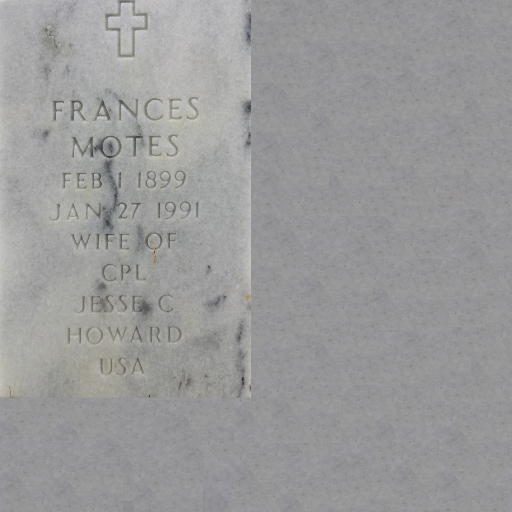 FRANCES
MOTES
FEB 1 1899
JAN 27 1991
WIFE OF
CPL
JESSE C
HOWARD
USA